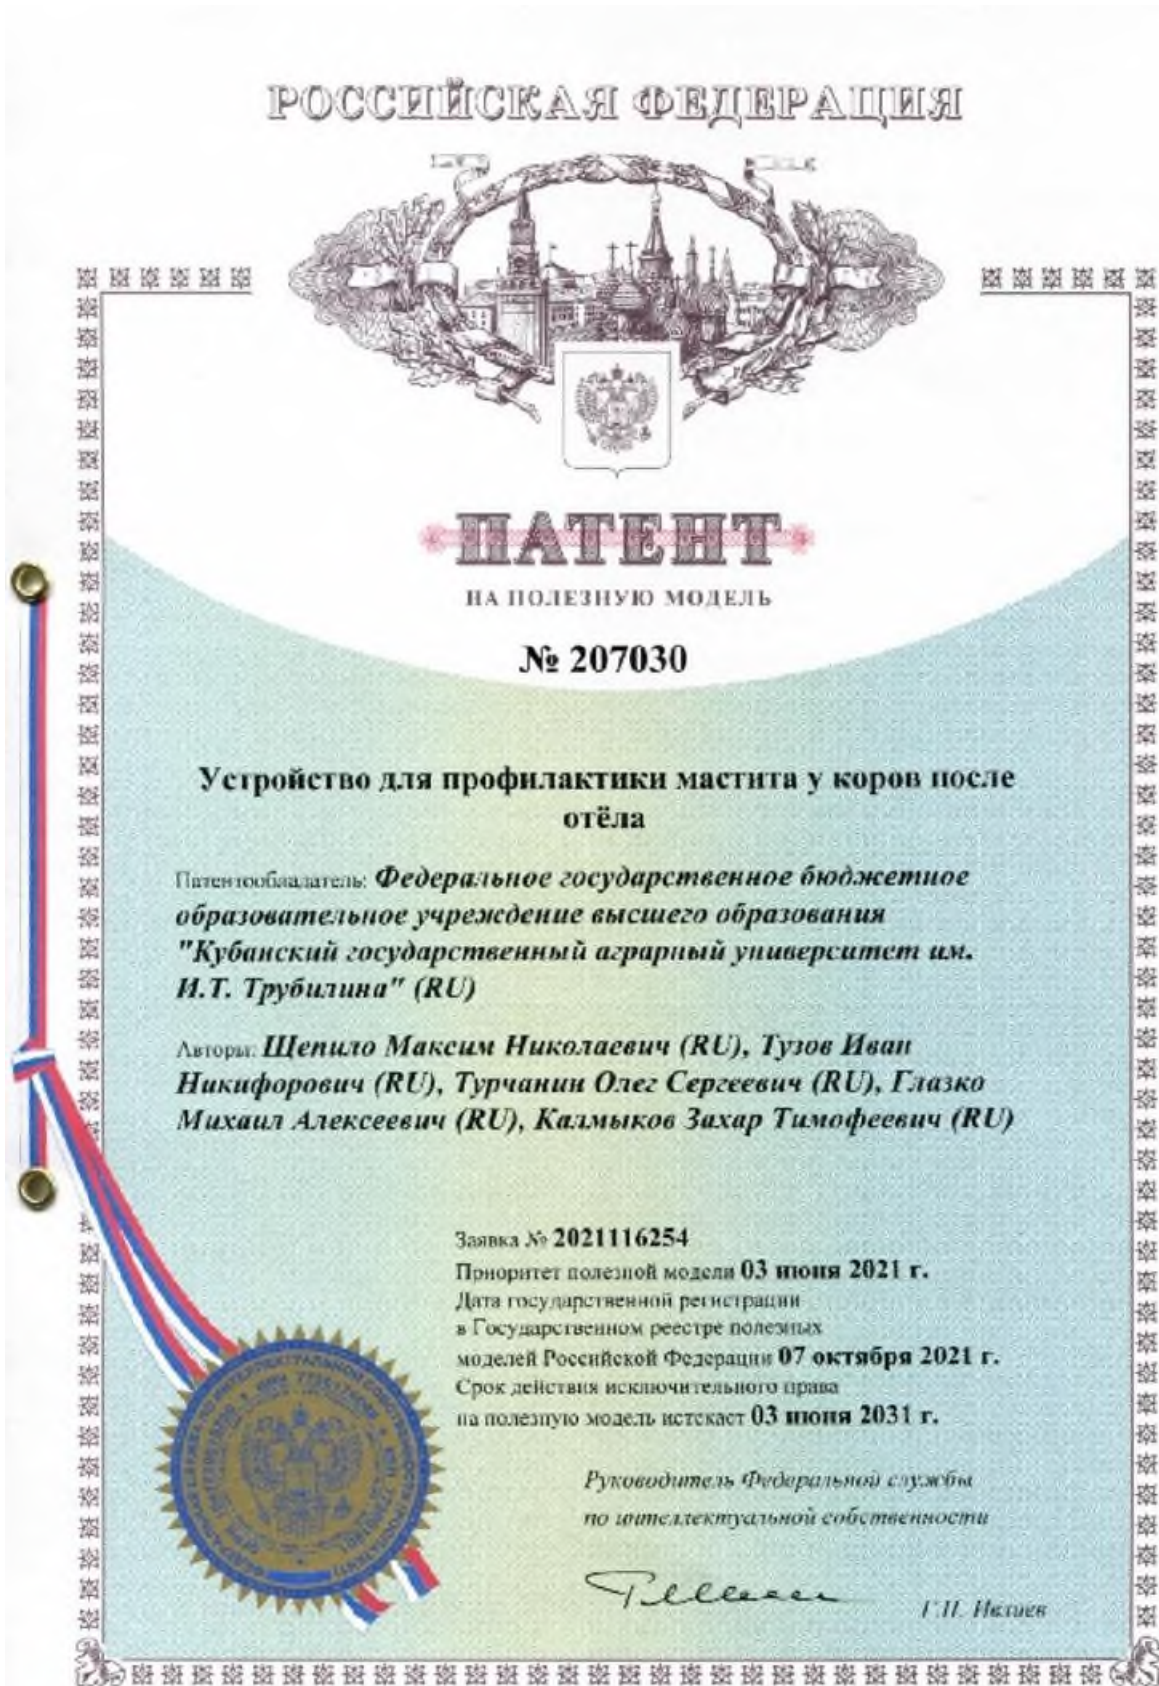 РОССИЙСКАЯ ФЕДЕРАЦИЯ
ПАТЕНТ
НА ПОЛЕЗНУЮ МОДЕЛЬ
№ 207030
Устройство для профилактики мастита у коров после
отёла
Патентообладатель: Федеральное государственное бюджетное
образовательное учреждение высшего образования
"Кубанский государственный аграрный университет им.
И.Т. Трубилина" (RU)
Авторы: Щепило Максим Николаевич (RU), Тузов Иван
Никифорович (RU), Турчанин Олег Сергеевич (RU), Глазко
Михаил Алексеевич (RU), Калмыков Захар Тимофеевич (RU)
Заявка № 2021116254
Приоритет полезной модели 03 июня 2021 г.
Дата государственной регистрации
в Государственном реестре полезных
моделей Российской Федерации 07 октября 2021 г.
Срок действия исключительного права
на полезную модель истекает 03 июня 2031 г.
Руководитель Федеральной службы
по интеллектуальной собственности
Г.П. Ивлиев